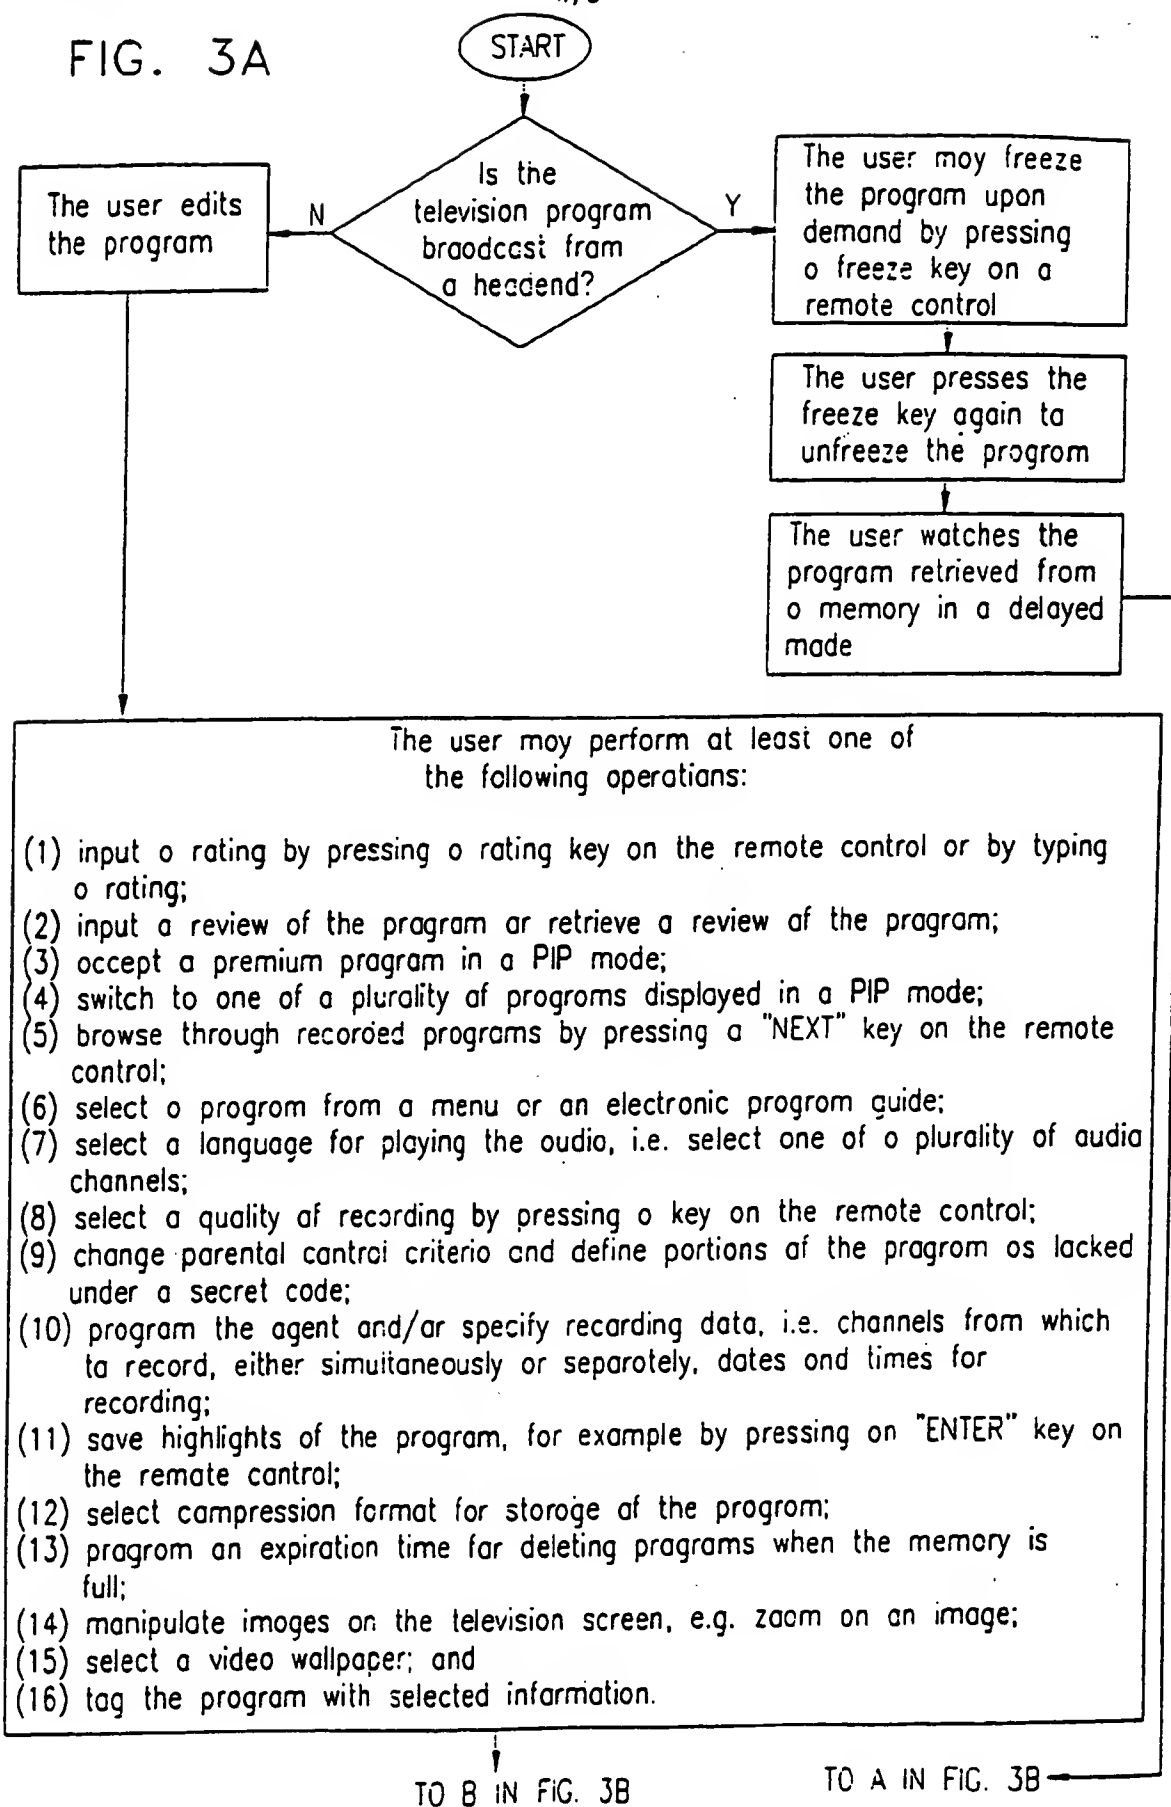 FIG. 3A
START
Is the
television program
broadcast from
a headend?
N
Y
The user edits
the program
The user may freeze
the program upon
demand by pressing
a freeze key on a
remote control
The user presses the
freeze key again to
unfreeze the program
The user watches the
program retrieved from
a memory in a delayed
mode
The user may perform at least one of
the following operations:
(1) input a rating by pressing a rating key on the remote control or by typing
a rating;
(2) input a review of the program or retrieve a review of the program;
(3) accept a premium program in a PIP mode;
(4) switch to one of a plurality of programs displayed in a PIP mode;
(5) browse through recorded programs by pressing a "NEXT" key on the remote
control;
(6) select a program from a menu or an electronic program guide;
(7) select a language for playing the audio, i.e. select one of a plurality of audio
channels;
(8) select a quality of recording by pressing a key on the remote control;
(9) change parental control criteria and define portions of the program as locked
under a secret code;
(10) program the agent and/or specify recording data, i.e. channels from which
to record, either simultaneously or separately, dates and times for
recording;
(11) save highlights of the program, for example by pressing an "ENTER" key on
the remote control;
(12) select compression format for storage of the program;
(13) program an expiration time for deleting programs when the memory is
full;
(14) manipulate images on the television screen, e.g. zoom on an image;
(15) select a video wallpaper; and
(16) tag the program with selected information.
TO B IN FIG. 3B
TO A IN FIG. 3B